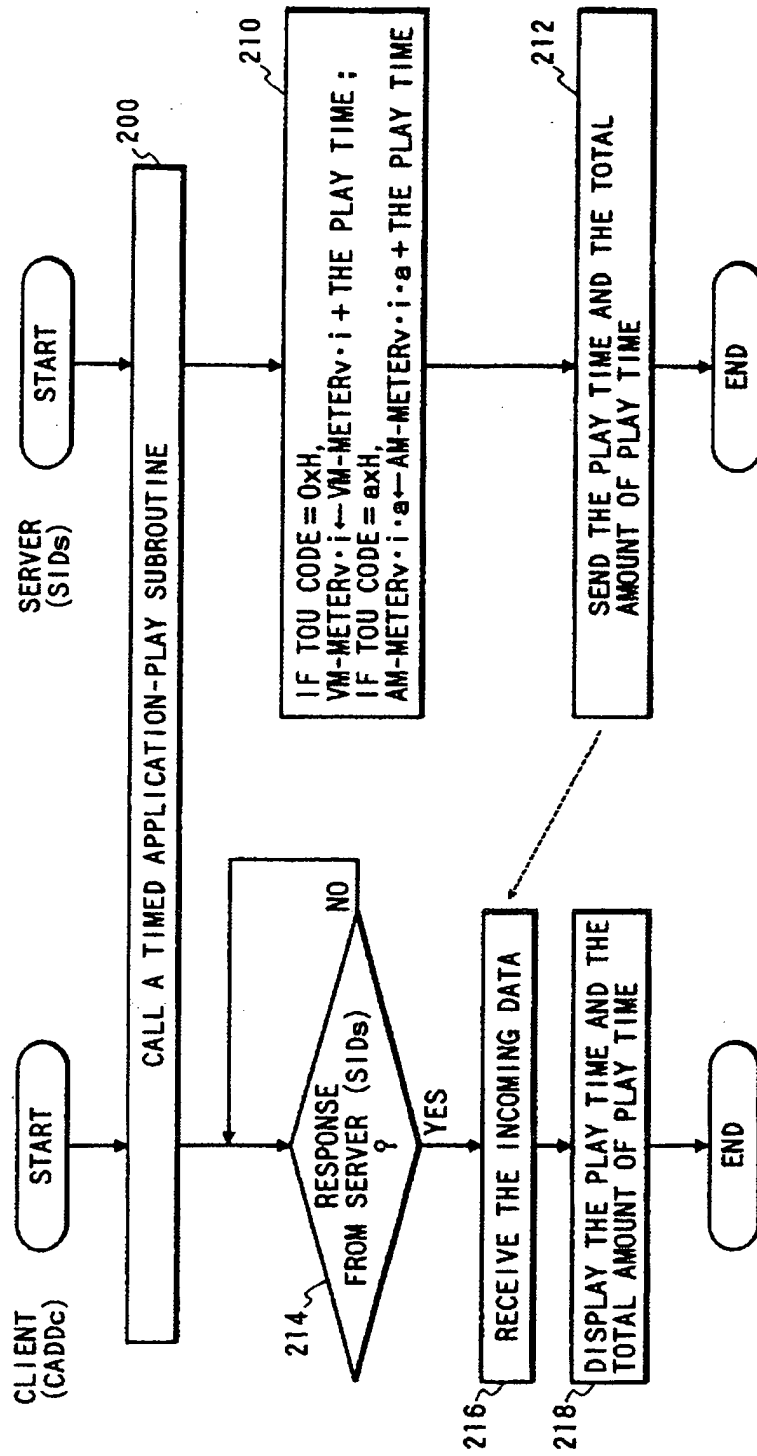 CLIENT
(CADDc)
START
SERVER
(SIDs)
START
200
CALL A TIMED APPLICATION-PLAY SUBROUTINE
214
RESPONSE
FROM SERVER (SIDs)
?
NO
YES
210
IF TOU CODE=0xH,
VM-METERv·i←VM-METERv·i+THE PLAY TIME;
IF TOU CODE=axH,
AM-METERv·i·a←AM-METERv·i·a+THE PLAY TIME
212
SEND THE PLAY TIME AND THE TOTAL
AMOUNT OF PLAY TIME
END
216
RECEIVE THE INCOMING DATA
218
DISPLAY THE PLAY TIME AND THE
TOTAL AMOUNT OF PLAY TIME
END